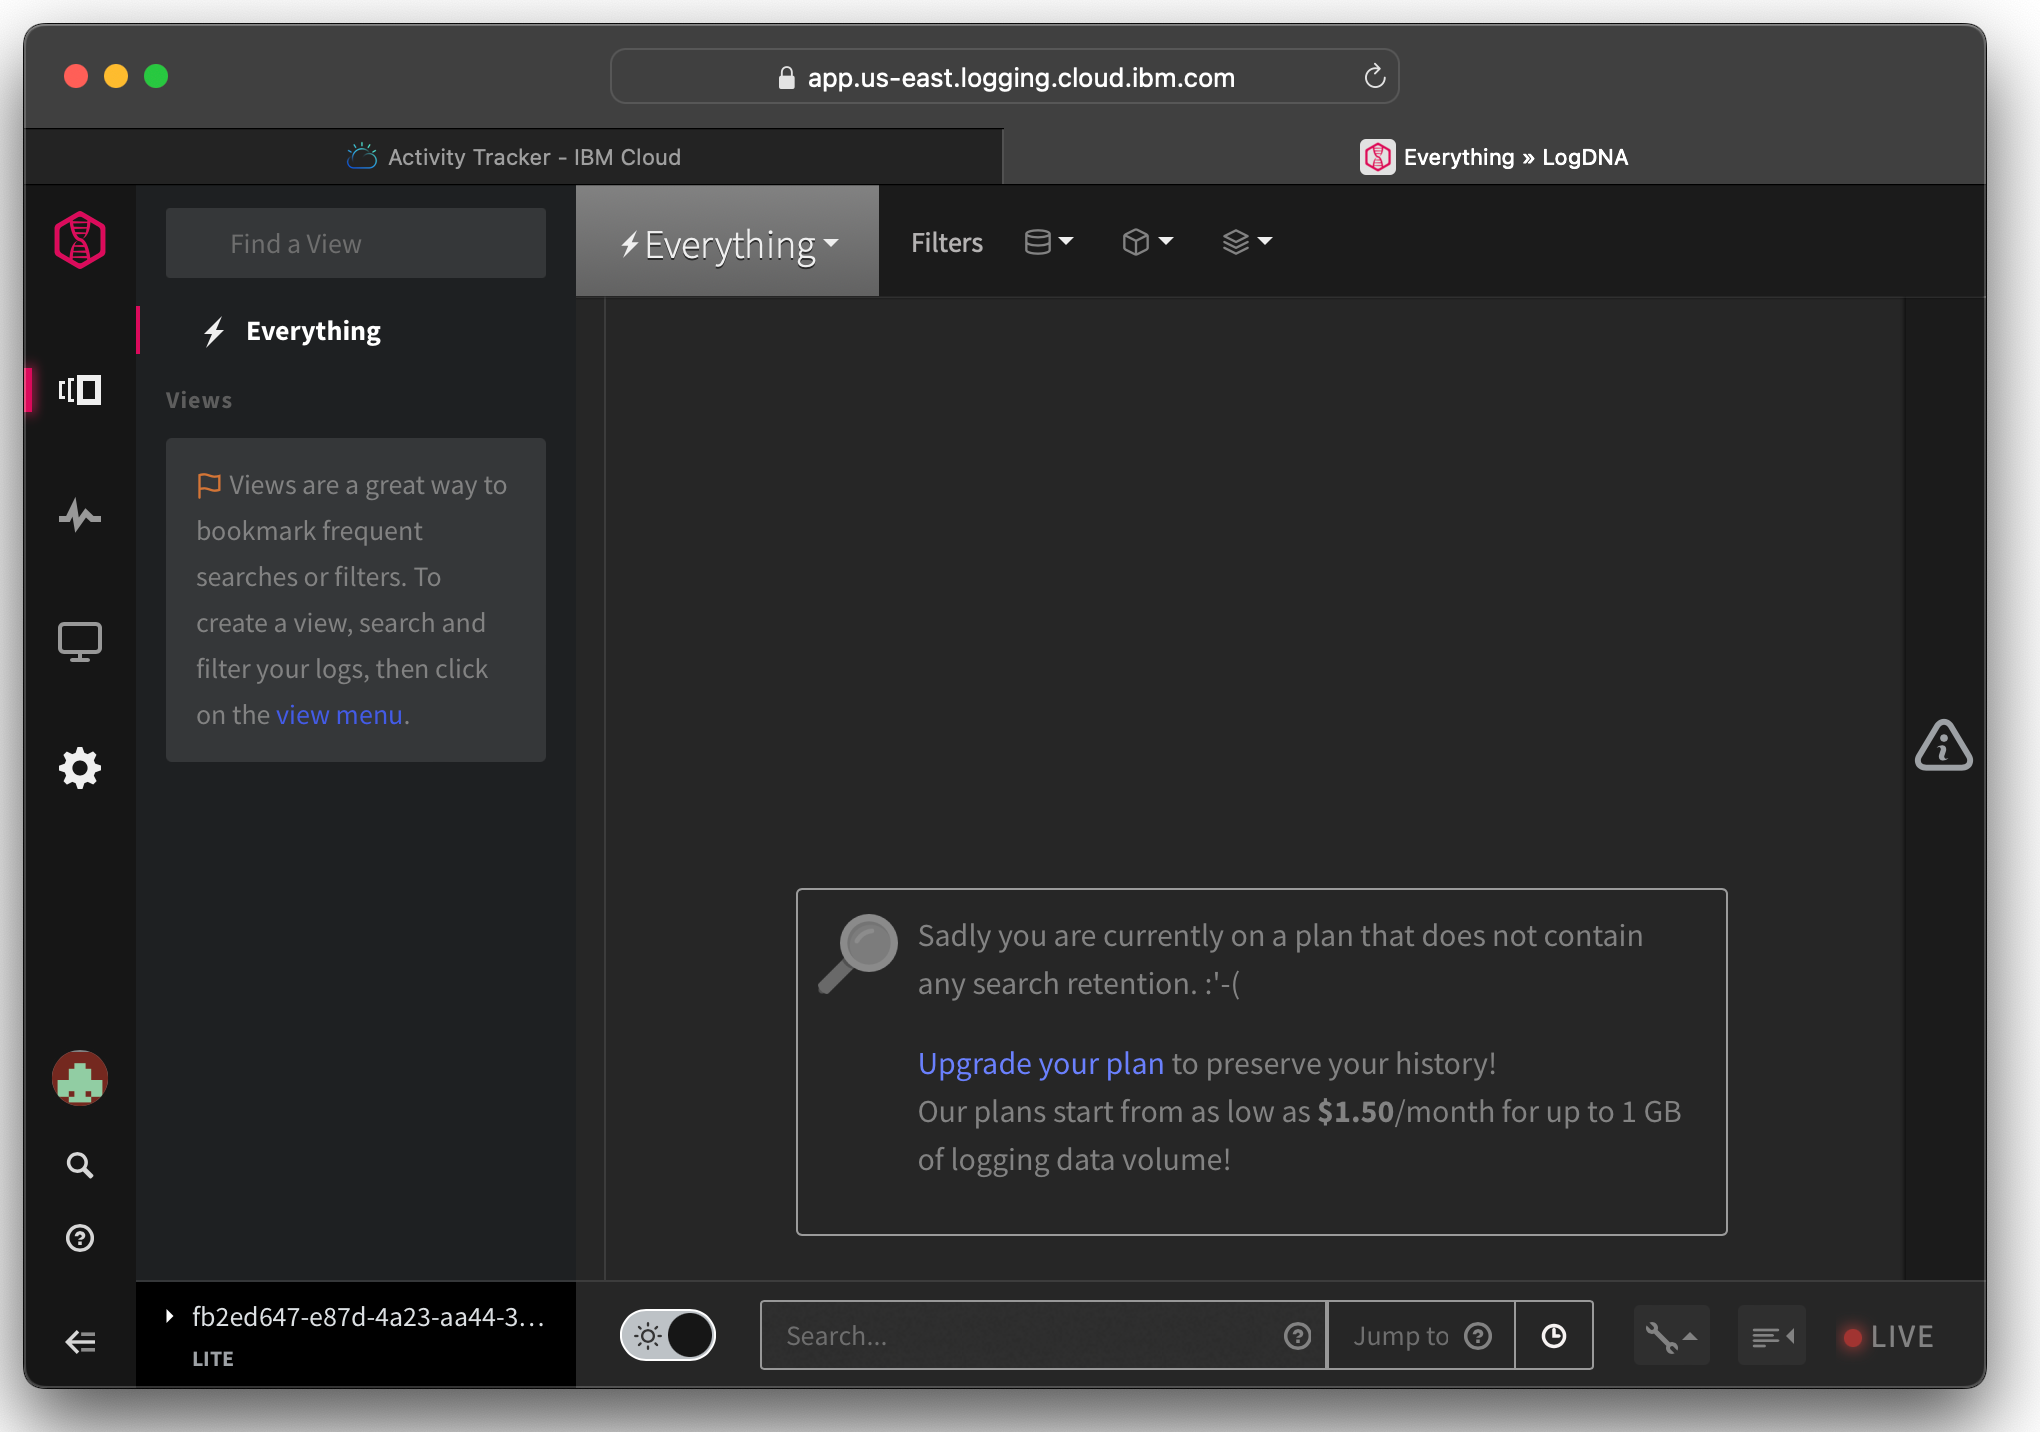 app.us-east.logging.cloud.ibm.com
Activity Tracker - IBM Cloud
Everything » LogDNA
Find a View
Everything
Filters
Everything
Views
Views are a great way to
bookmark frequent
searches or filters. To
create a view, search and
filter your logs, then click
on the view menu.
Sadly you are currently on a plan that does not contain
any search retention. :'-(
Upgrade your plan to preserve your history!
Our plans start from as low as $1.50/month for up to 1 GB
of logging data volume!
fb2ed647-e87d-4a23-aa44-3...
LITE
Search...
Jump to
LIVE